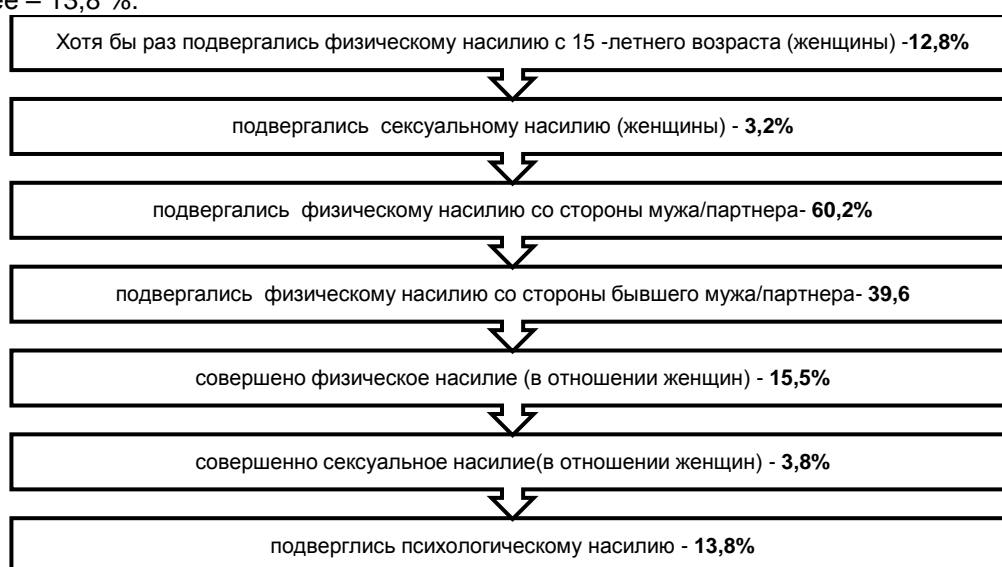 – 13,8 %.
Хотя бы раз подвергались физическому насилию с 15 -летнего возраста (женщины) -12,8%
подвергались сексуальному насилию (женщины) - 3,2%
подвергались физическому насилию со стороны мужа/партнера- 60,2%
подвергались физическому насилию со стороны бывшего мужа/партнера- 39,6
совершено физическое насилие (в отношении женщин) - 15,5%
совершенно сексуальное насилие(в отношении женщин) - 3,8%
подверглись психологическому насилию - 13,8%